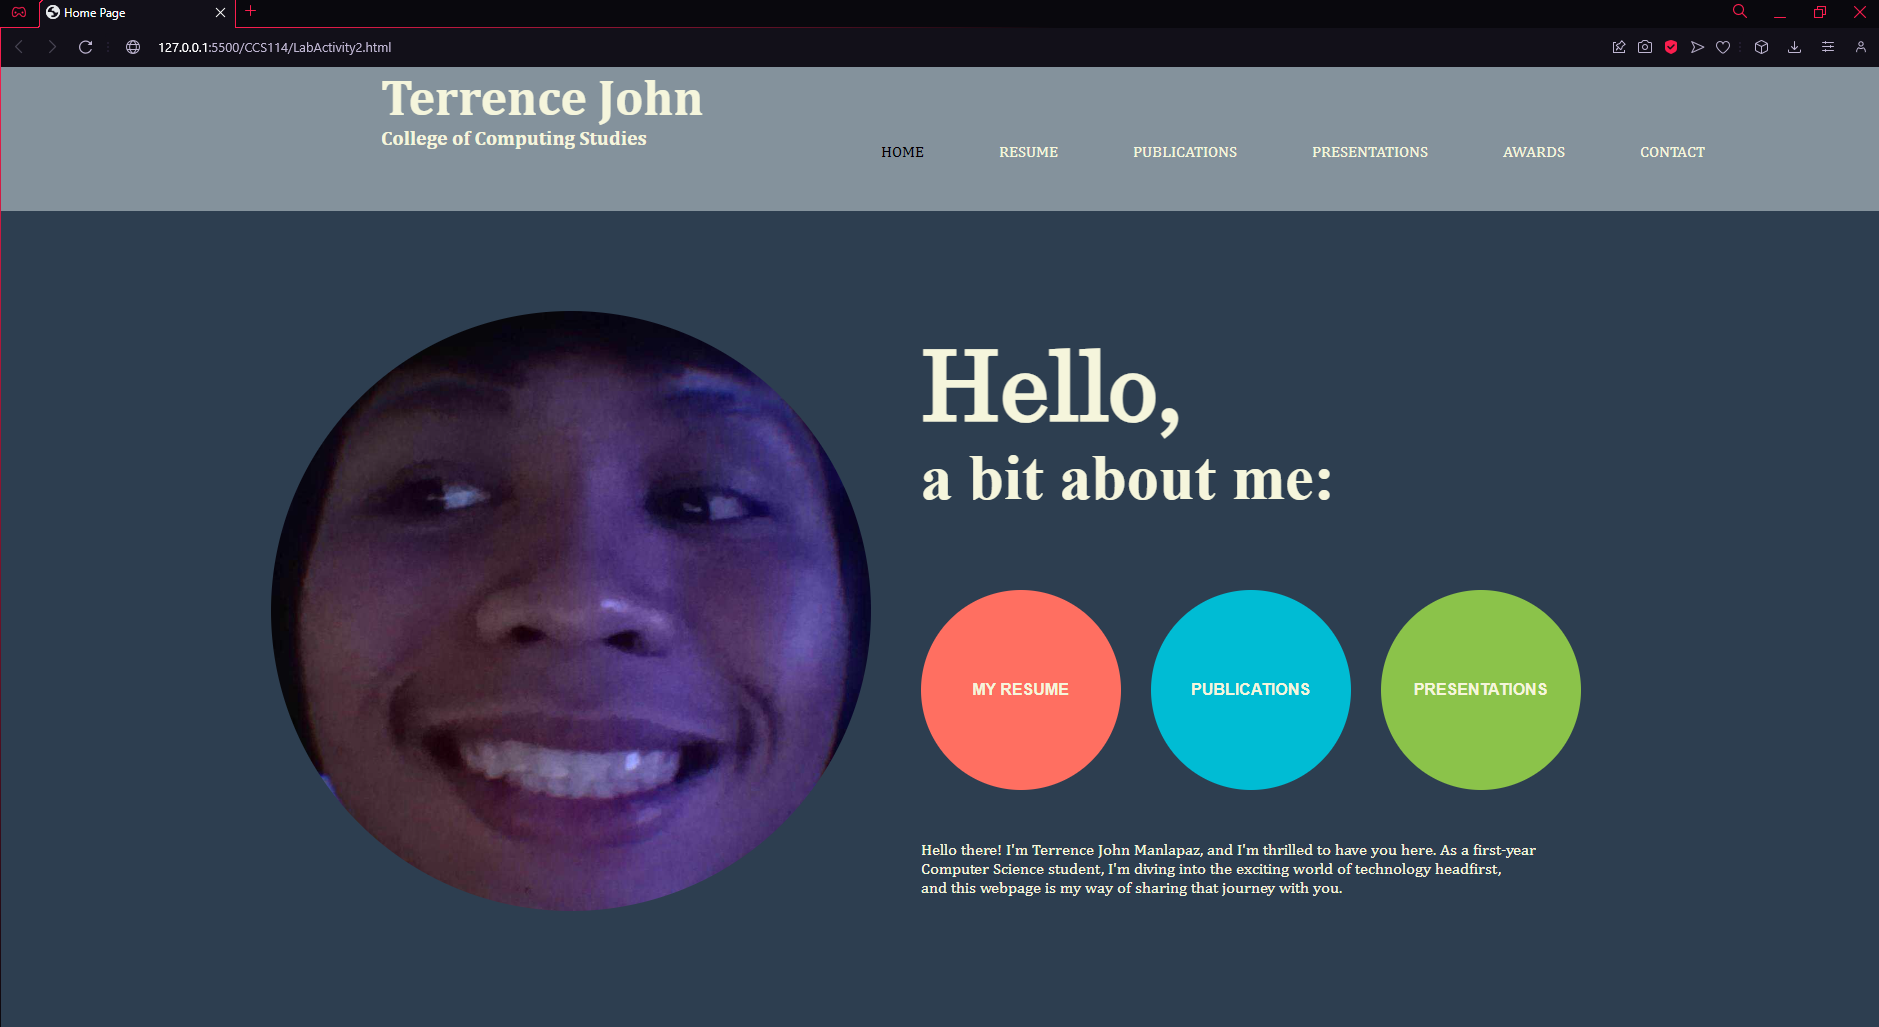 Home Page
127.0.0.1:5500/CCS114/LabActivity2.html
Terrence John
College of Computing Studies
HOME RESUME PUBLICATIONS PRESENTATIONS AWARDS CONTACT
Hello,
a bit about me:
MY RESUME PUBLICATIONS PRESENTATIONS
Hello there! I'm Terrence John Manlapaz, and I'm thrilled to have you here. As a first-year
Computer Science student, I'm diving into the exciting world of technology headfirst,
and this webpage is my way of sharing that journey with you.